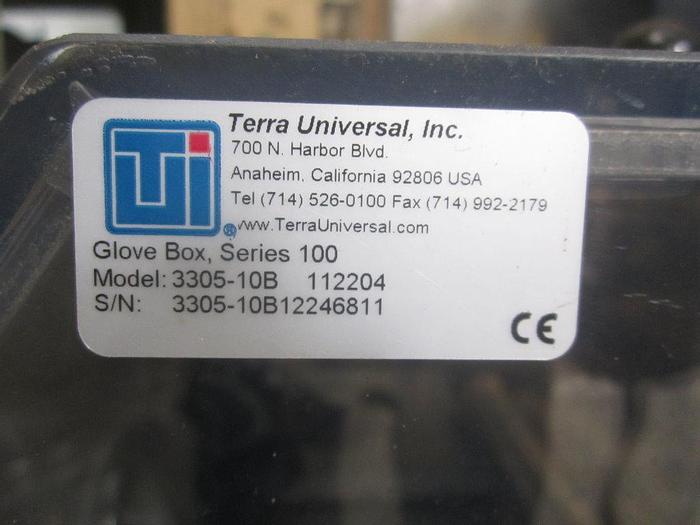 Terra Universal, Inc.
700 N. Harbor Blvd.
Anaheim, California 92806 USA
Tel (714) 526-0100 Fax (714) 992-2179
www.TerraUniversal.com
Ui ®
Glove Box, Series 100
Model: 3305-10B 112204
S/N: 3305-10B12246811
CE